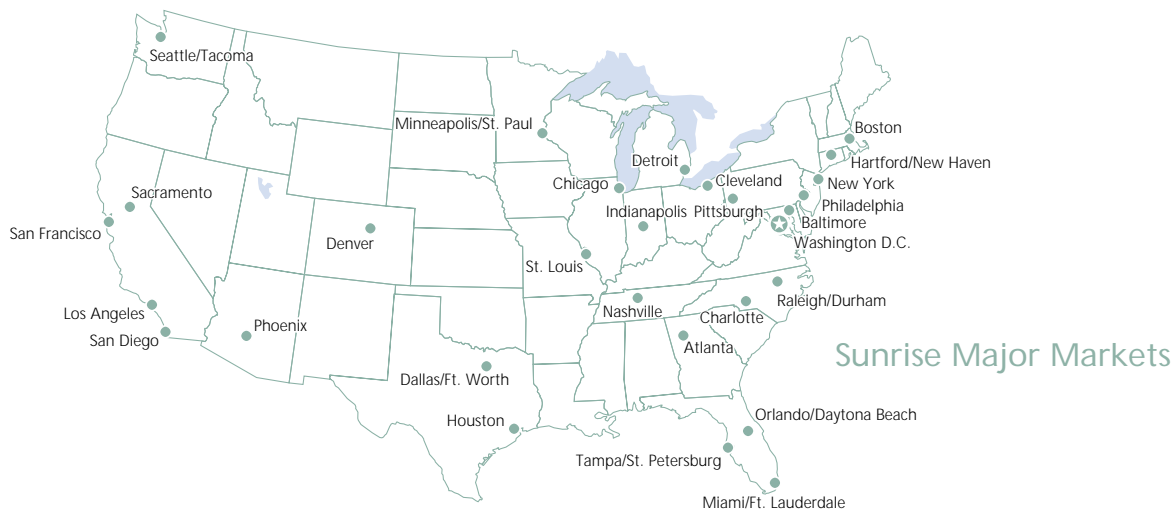 Seattle/Tacoma
Minneapolis/St. Paul
Boston
Detroit
Hartford/New Haven
Chicago
Cleveland
New York
Sacramento
Indianapolis
Pittsburgh
Philadelphia
Baltimore
San Francisco
Denver
Washington D.C.
St. Louis
Los Angeles
Nashville
Charlotte
Raleigh/Durham
San Diego
Phoenix
Atlanta
Sunrise Major Markets
Dallas/Ft. Worth
Houston
Orlando/Daytona Beach
Tampa/St. Petersburg
Miami/Ft. Lauderdale